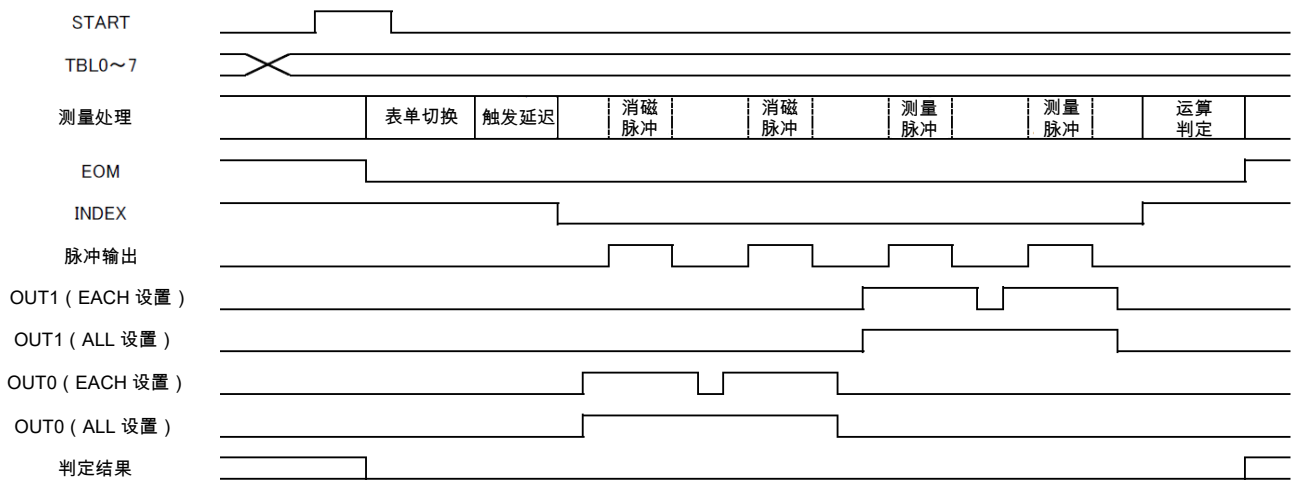 START
TBL0～7
测量处理
表单切换
触发延迟
消磁
脉冲
消磁
脉冲
测量
脉冲
测量
脉冲
运算
判定
EOM
INDEX
脉冲输出
OUT1（EACH 设置）
OUT1（ALL 设置）
OUT0（EACH 设置）
OUT0（ALL 设置）
判定结果